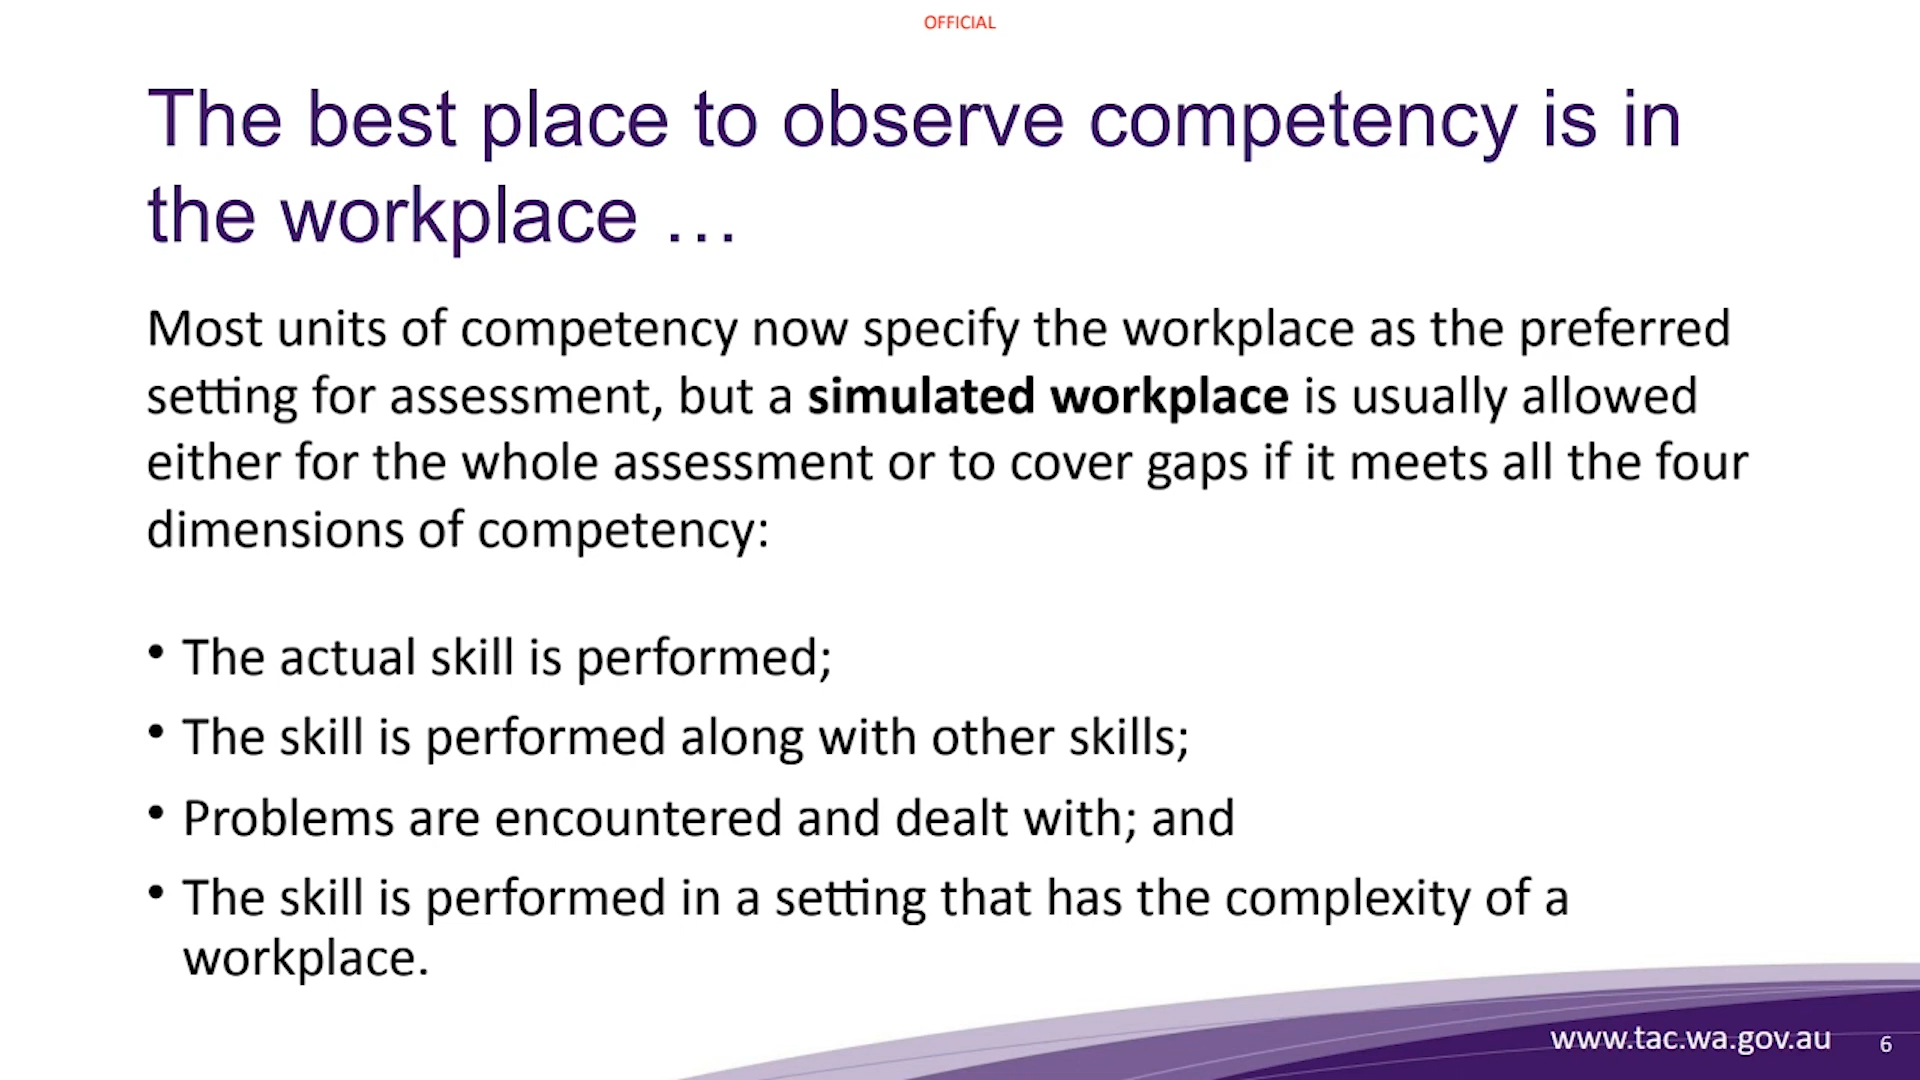 OFFICIAL
The best place to observe competency is in
the workplace …
Most units of competency now specify the workplace as the preferred
setting for assessment, but a simulated workplace is usually allowed
either for the whole assessment or to cover gaps if it meets all the four
dimensions of competency:
• The actual skill is performed;
• The skill is performed along with other skills;
• Problems are encountered and dealt with; and
• The skill is performed in a setting that has the complexity of a
workplace.
www.tac.wa.gov.au 6